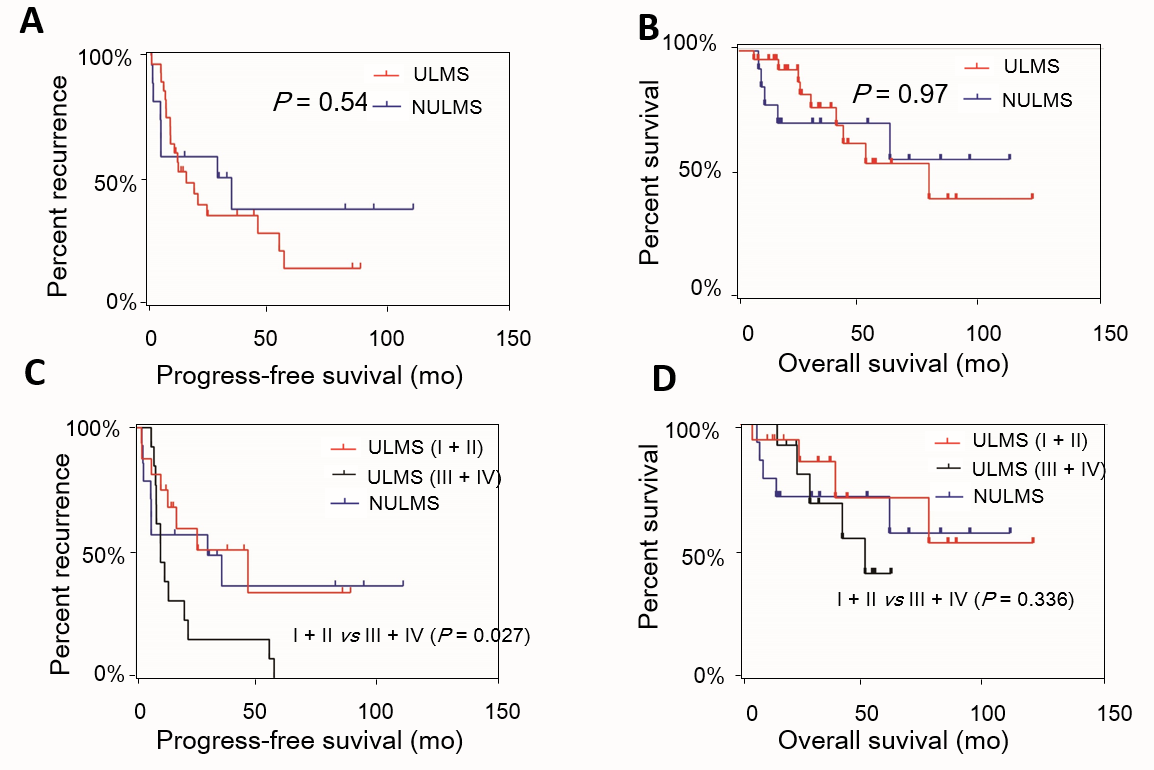 A
100%
50%
0%
Percent recurrence
ULMS
P = 0.54
NULMS
0 50 100 150
Progress-free suvival (mo)
B
100%
50%
0%
Percent survival
ULMS
P = 0.97
NULMS
0 50 100 150
Overall suvival (mo)
C
100%
50%
0%
Percent recurrence
ULMS (I + II)
ULMS (III + IV)
NULMS
I + II vs III + IV (P = 0.027)
0 50 100 150
Progress-free suvival (mo)
D
100%
50%
0%
Percent survival
ULMS (I + II)
ULMS (III + IV)
NULMS
I + II vs III + IV (P = 0.336)
0 50 100 150
Overall suvival (mo)